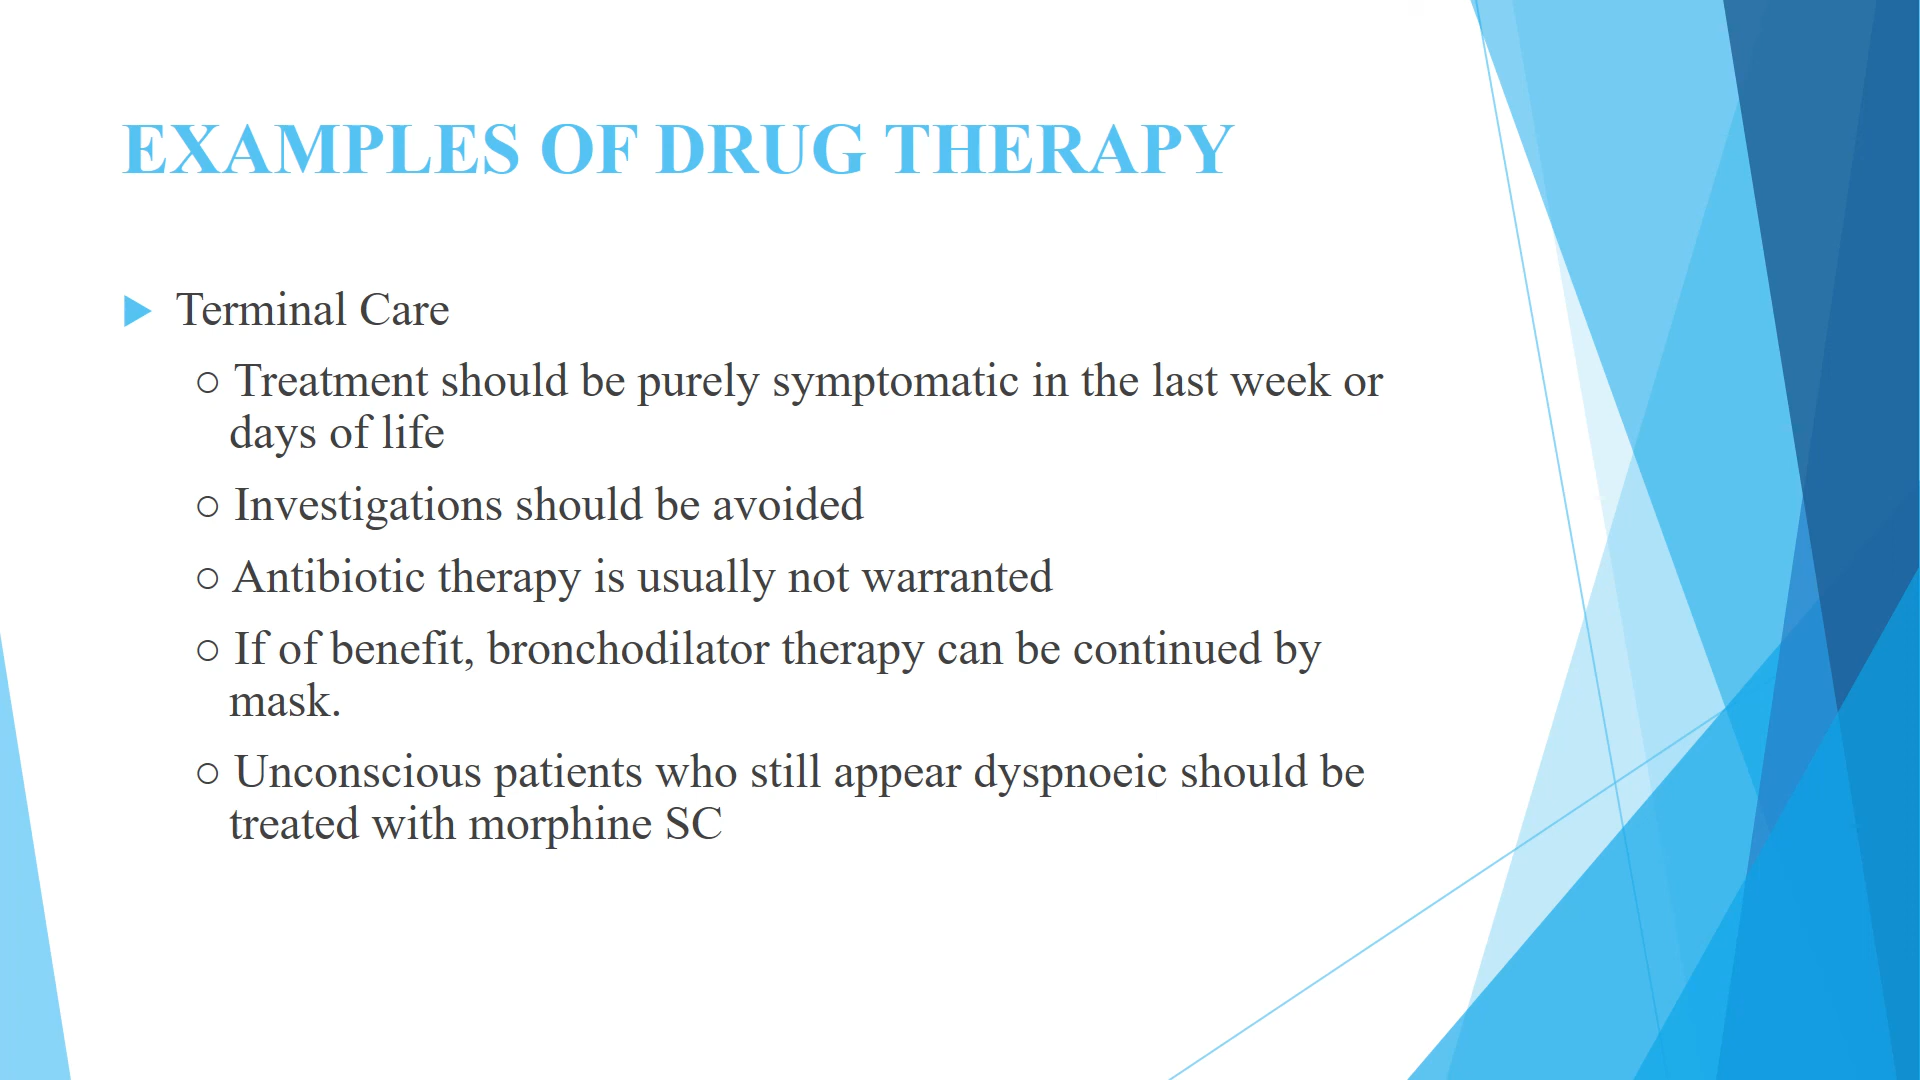 EXAMPLES OF DRUG THERAPY
Terminal Care
○ Treatment should be purely symptomatic in the last week or
days of life
○ Investigations should be avoided
○ Antibiotic therapy is usually not warranted
○ If of benefit, bronchodilator therapy can be continued by
mask.
○ Unconscious patients who still appear dyspnoeic should be
treated with morphine SC